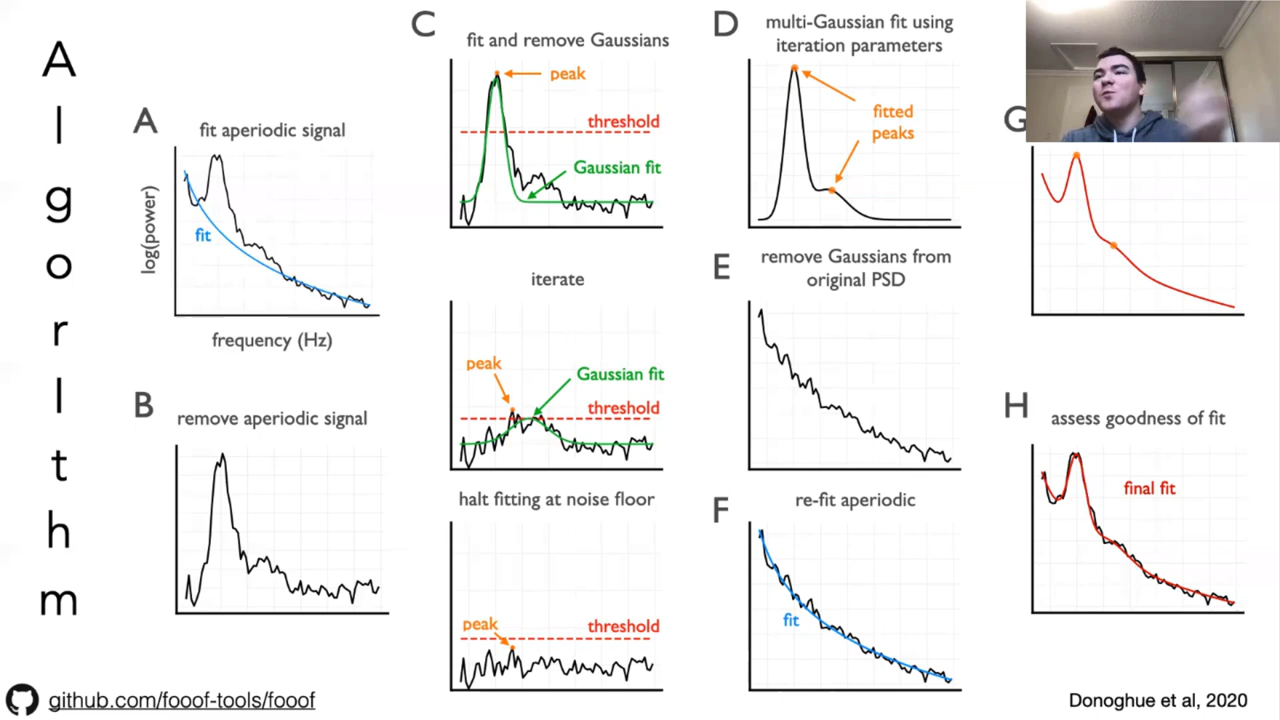 Algorithm
A
fit aperiodic signal
log(power)
fit
frequency (Hz)
B
remove aperiodic signal
C
fit and remove Gaussians
peak
threshold
Gaussian fit
iterate
peak
Gaussian fit
threshold
halt fitting at noise floor
peak
threshold
D
multi-Gaussian fit using
iteration parameters
fitted
peaks
E
remove Gaussians from
original PSD
F
re-fit aperiodic
fit
G
H
assess goodness of fit
final fit
github.com/fooof-tools/fooof
Donoghue et al, 2020